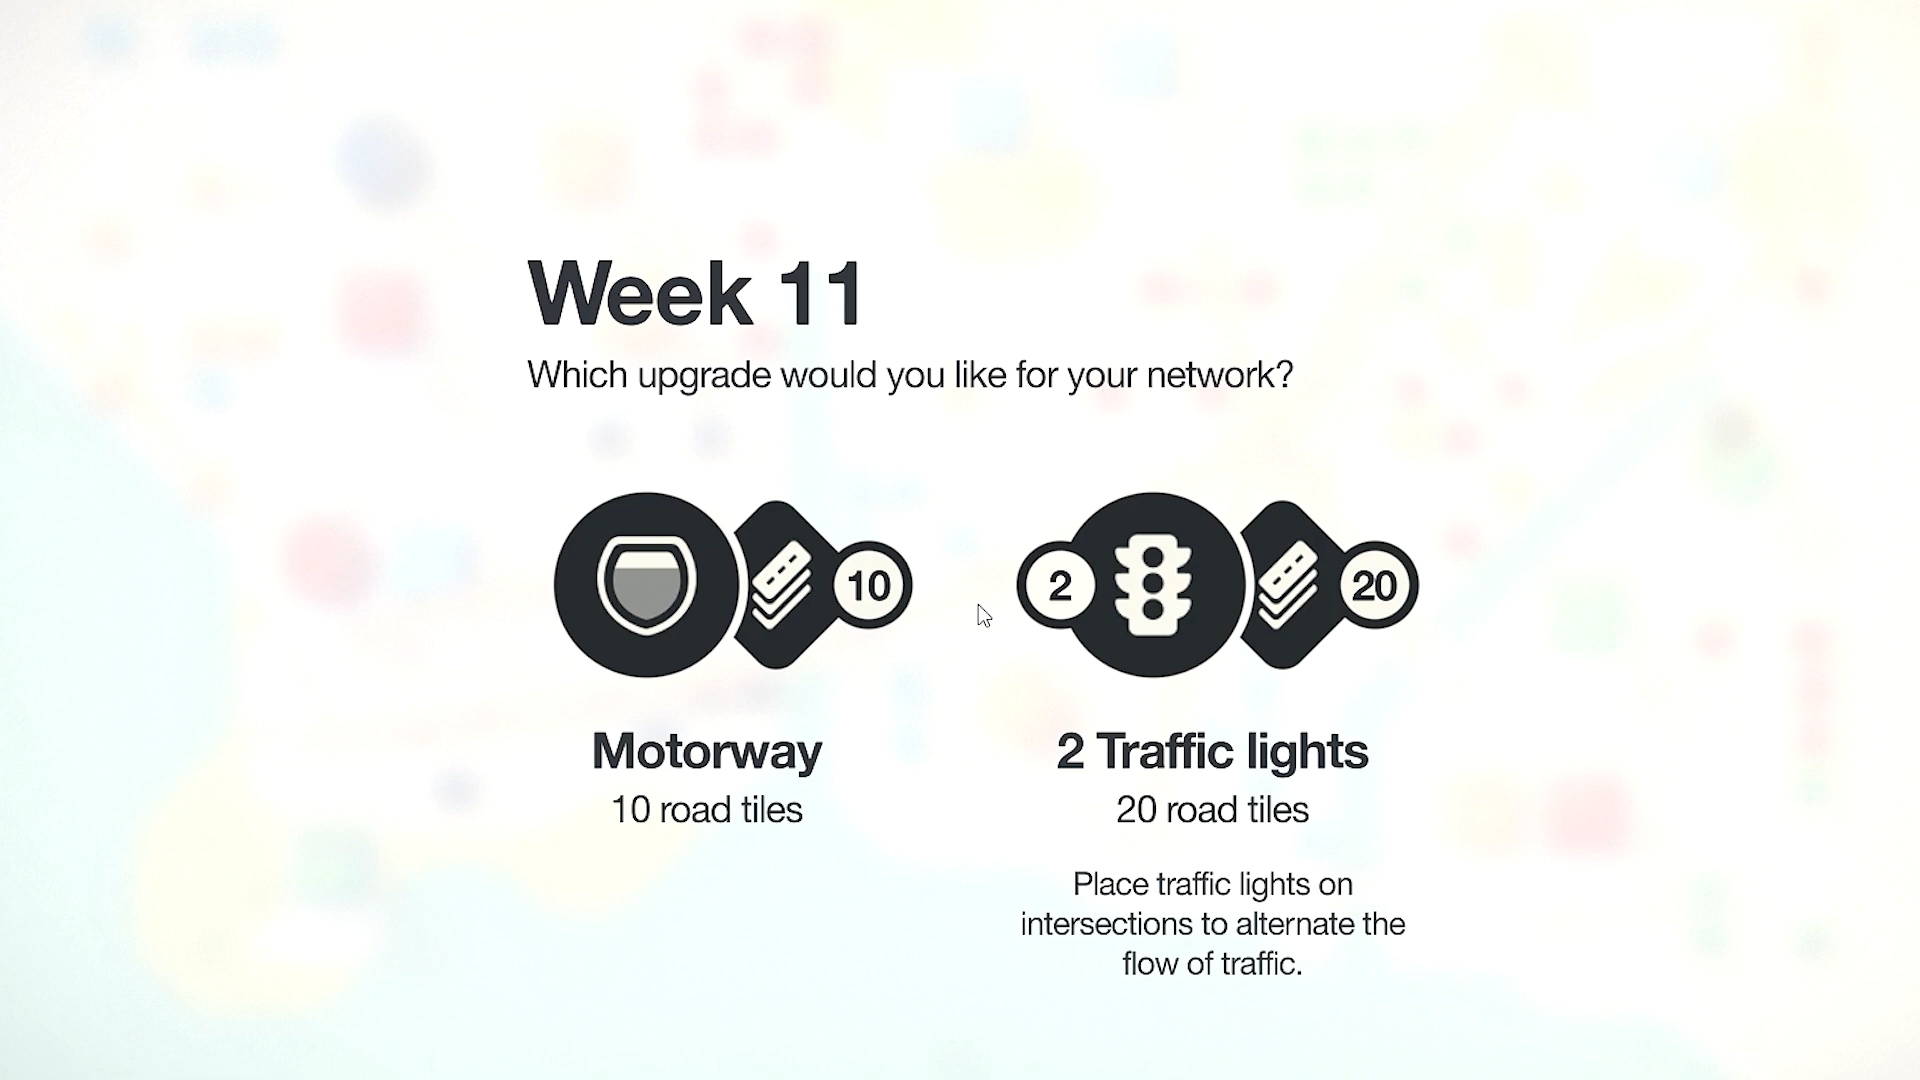 Week 11
Which upgrade would you like for your network?
10
2
20
Motorway
10 road tiles
2 Traffic lights
20 road tiles
Place traffic lights on
intersections to alternate the
flow of traffic.